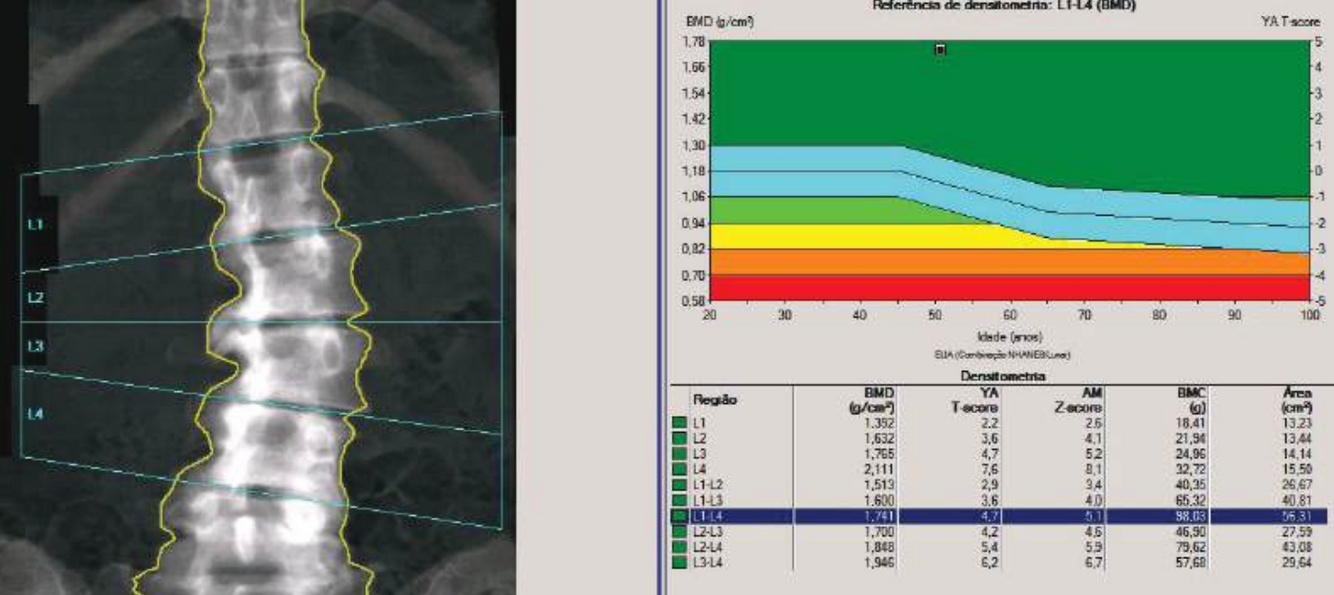 L1
L2
L3
L4
Referência de densitometria: L1-L4 (BMD)
BMD (g/cm²) YA T-score
1,78 5
1,66 4
1,54 3
1,42 2
1,30 1
1,18 0
1,06 -1
0,94 -2
0,82 -3
0,70 -4
0,58 -5
20 30 40 50 60 70 80 90 100
Idade (anos)
EUA (Combinação NHANES/Lunar)
Densitometria
Região BMD (g/cm²) YA T-score AM Z-score BMC (g) Área (cm²)
L1 1,392 2,2 2,6 18,41 13,23
L2 1,632 3,6 4,1 21,94 13,44
L3 1,765 4,7 5,2 24,96 14,14
L4 2,111 7,6 8,1 32,72 15,50
L1-L2 1,513 2,9 3,4 40,35 26,67
L1-L3 1,600 3,6 4,0 65,32 40,81
L1-L4 1,741 4,7 5,1 98,03 56,31
L2-L3 1,700 4,2 4,6 46,90 27,59
L2-L4 1,848 5,4 5,9 79,62 43,08
L3-L4 1,946 6,2 6,7 57,68 29,64